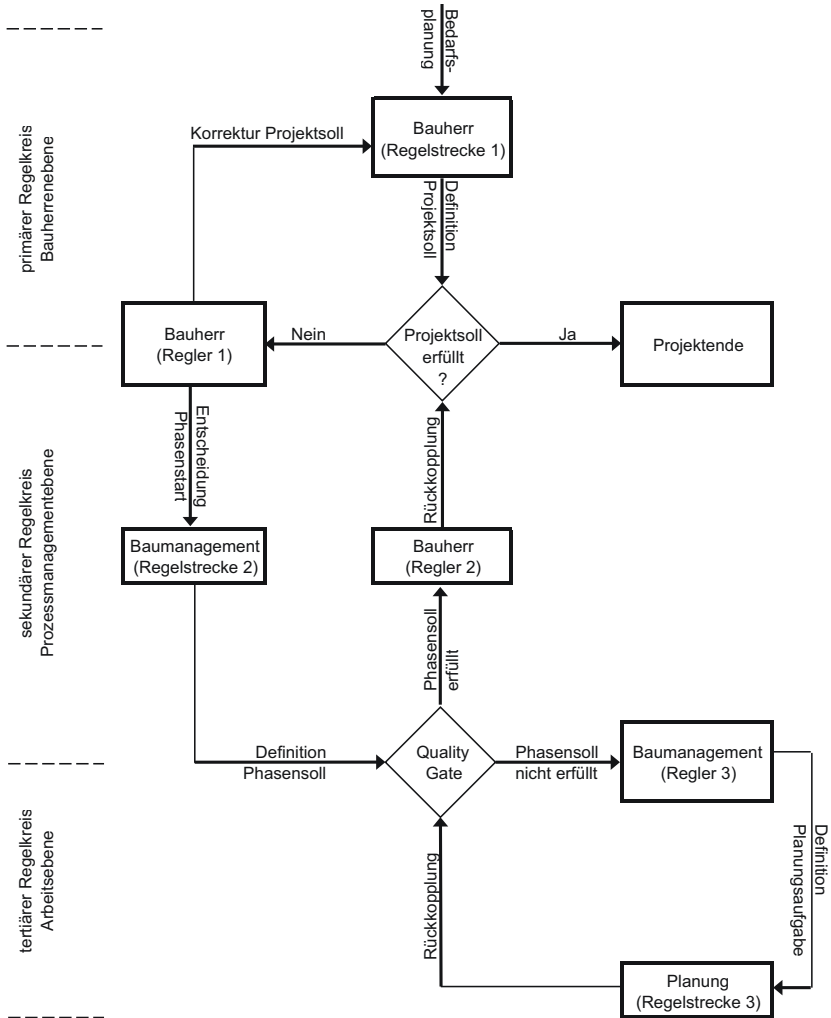 Bedarfs-
planung
Korrektur Projektsoll
Bauherr
(Regelstrecke 1)
primärer Regelkreis
Bauherrenebene
Definition
Projektsoll
Bauherr
(Regler 1)
Nein
Projektsoll
erfüllt
?
Ja
Projektende
Entscheidung
Phasenstart
Rückkopplung
sekundärer Regelkreis
Prozessmanagementebene
Baumanagement
(Regelstrecke 2)
Bauherr
(Regler 2)
Phasensoll
erfüllt
Definition
Phasensoll
Quality
Gate
Phasensoll
nicht erfüllt
Baumanagement
(Regler 3)
tertiärer Regelkreis
Arbeitsebene
Rückkopplung
Definition
Planungsaufgabe
Planung
(Regelstrecke 3)